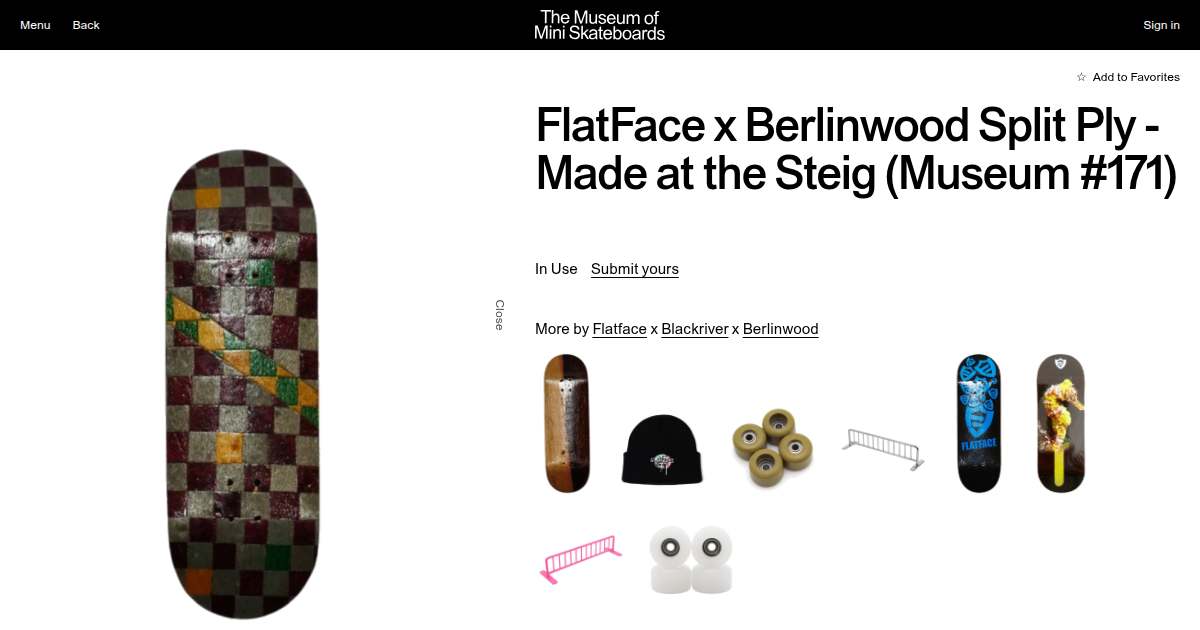 Menu
Back
The Museum of
Mini Skateboards
Sign in
☆ Add to Favorites
FlatFace x Berlinwood Split Ply -
Made at the Steig (Museum #171)
In Use
Submit yours
Close
More by Flatface x Blackriver x Berlinwood
FLATFACE